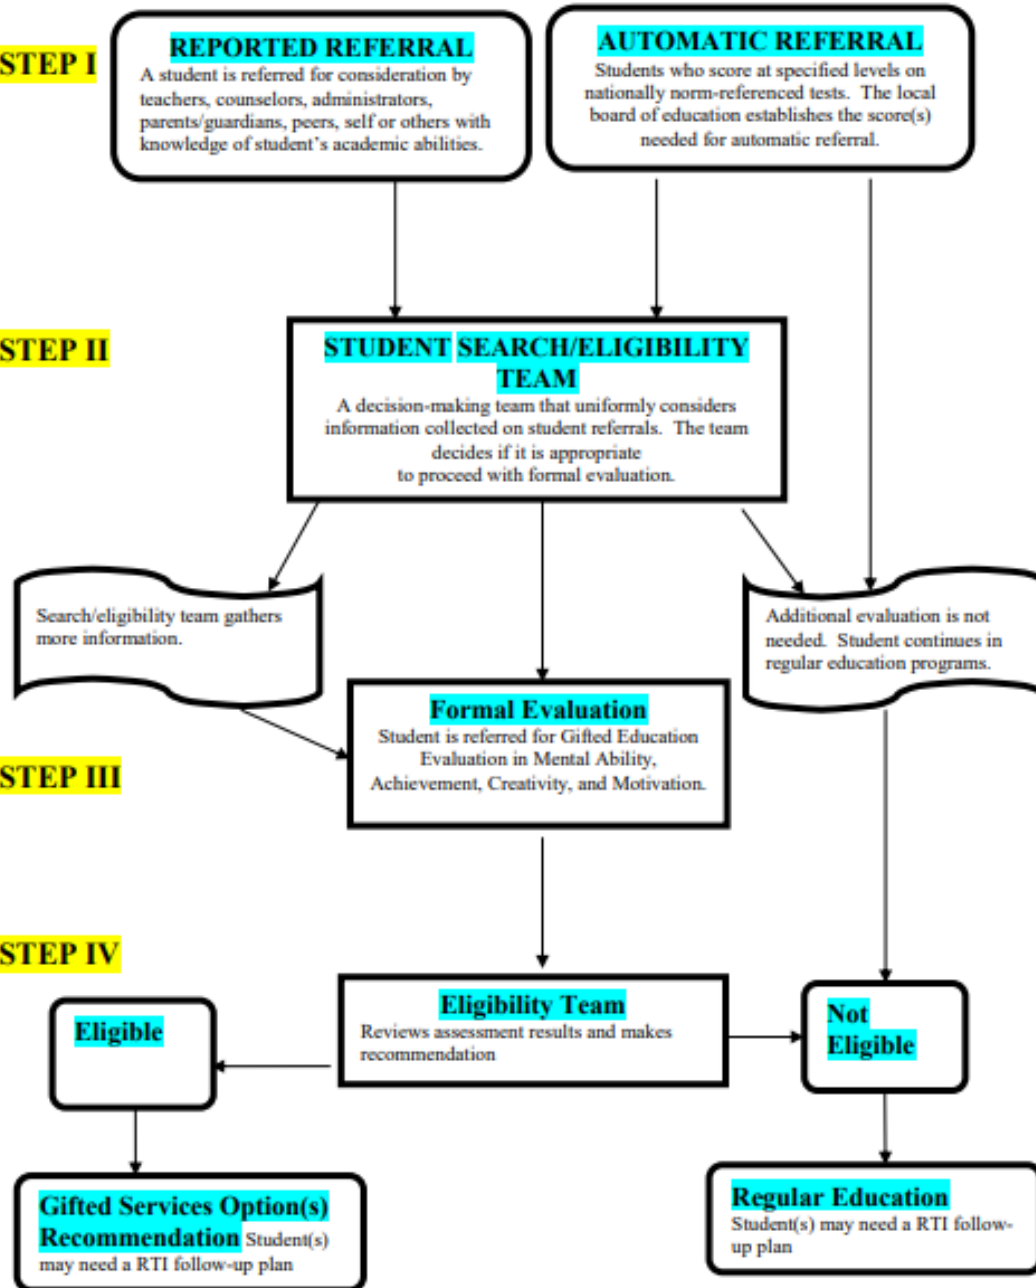 STEP I
REPORTED REFERRAL
A student is referred for consideration by
teachers, counselors, administrators,
parents/guardians, peers, self or others with
knowledge of student's academic abilities.
AUTOMATIC REFERRAL
Students who score at specified levels on
nationally norm-referenced tests. The local
board of education establishes the score(s)
needed for automatic referral.
STEP II
STUDENT SEARCH/ELIGIBILITY
TEAM
A decision-making team that uniformly considers
information collected on student referrals. The team
decides if it is appropriate
to proceed with formal evaluation.
Search/eligibility team gathers
more information.
Additional evaluation is not
needed. Student continues in
regular education programs.
STEP III
Formal Evaluation
Student is referred for Gifted Education
Evaluation in Mental Ability,
Achievement, Creativity, and Motivation.
STEP IV
Eligible
Eligibility Team
Reviews assessment results and makes
recommendation
Not
Eligible
Gifted Services Option(s)
Recommendation Student(s)
may need a RTI follow-up plan
Regular Education
Student(s) may need a RTI follow-
up plan